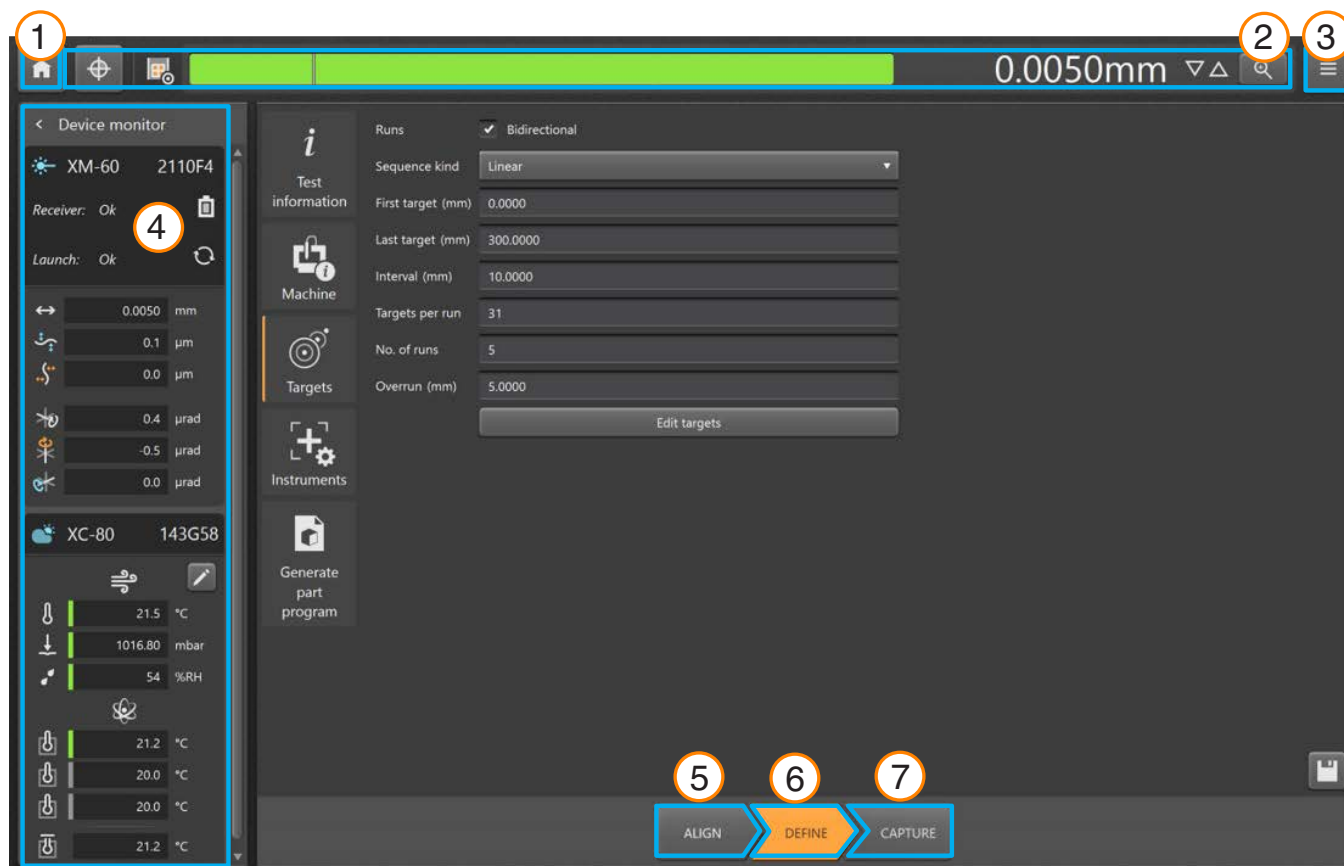 1
2
3
0.0050mm
Device monitor
XM-60 2110F4
Receiver: Ok
4
Launch: Ok
0.0050 mm
0.1 μm
0.0 μm
0.4 μrad
-0.5 μrad
0.0 μrad
XC-80 143G58
21.5 °C
1016.80 mbar
54 %RH
21.2 °C
20.0 °C
20.0 °C
21.2 °C
Test
information
Machine
Targets
Instruments
Generate
part
program
Runs Bidirectional
Sequence kind Linear
First target (mm) 0.0000
Last target (mm) 300.0000
Interval (mm) 10.0000
Targets per run 31
No. of runs 5
Overrun (mm) 5.0000
Edit targets
5
6
7
ALIGN
DEFINE
CAPTURE